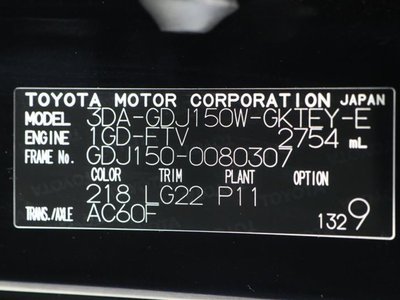 TOYOTA MOTOR CORPORATION JAPAN
MODEL 3DA-GDJ150W-GKTEY-E
ENGINE 1GD-FTV 2754 mL
FRAME No. GDJ150-0080307
COLOR TRIM PLANT OPTION
218 LG22 P11
TRANS./AXLE AC60F 1329